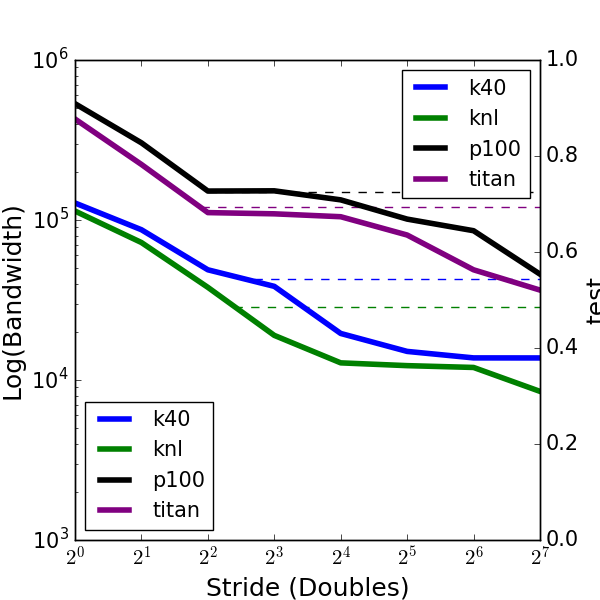 10^6
10^5
10^4
10^3
Log(Bandwidth)
k40
knl
p100
titan
1.0
0.8
0.6
0.4
0.2
0.0
test
k40
knl
p100
titan
2^0 2^1 2^2 2^3 2^4 2^5 2^6 2^7
Stride (Doubles)